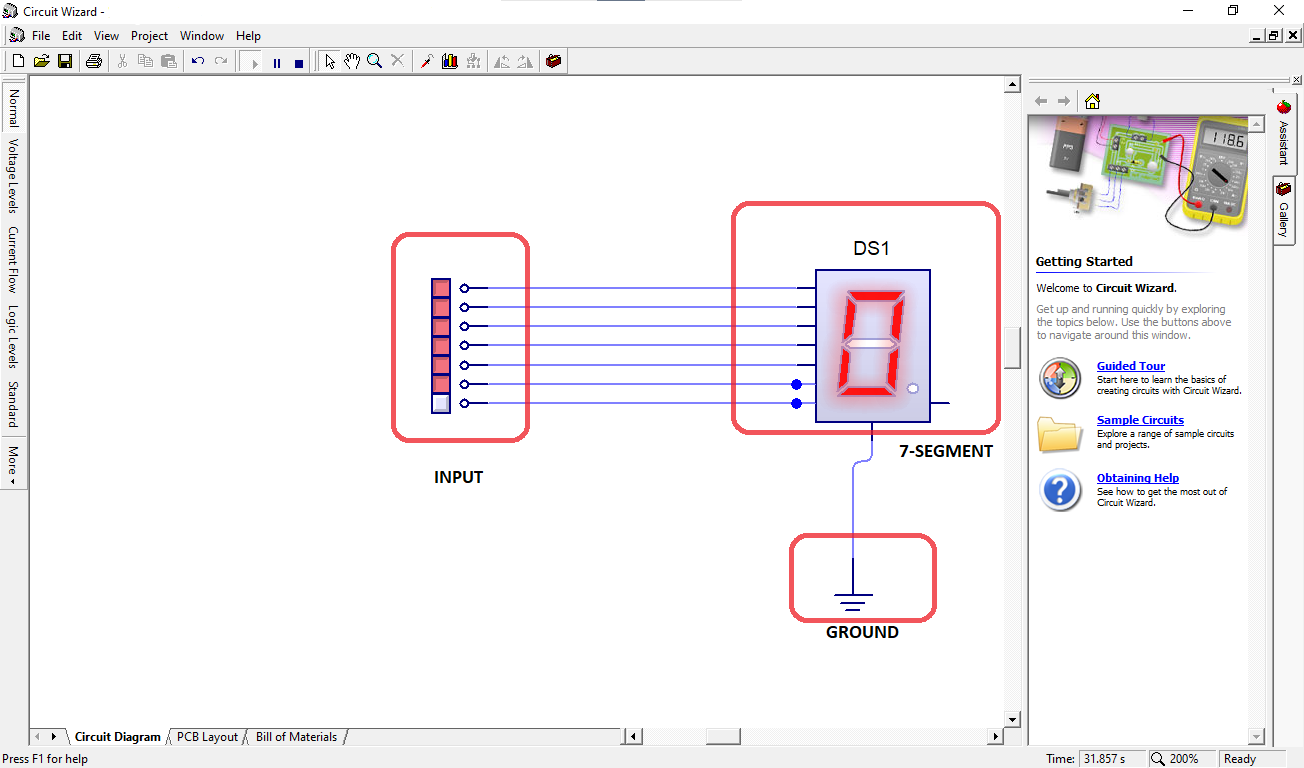 Circuit Wizard -
File Edit View Project Window Help
Normal
Voltage Levels
Current Flow
Logic Levels
Standard
More
DS1
INPUT
7-SEGMENT
GROUND
118.6
Assistant
Gallery
Getting Started
Welcome to Circuit Wizard.
Get up and running quickly by exploring
the topics below. Use the buttons above
to navigate around this window.
Guided Tour
Start here to learn the basics of
creating circuits with Circuit Wizard.
Sample Circuits
Explore a range of sample circuits
and projects.
Obtaining Help
See how to get the most out of
Circuit Wizard.
Circuit Diagram PCB Layout Bill of Materials
Press F1 for help
Time: 31.857 s 200% Ready